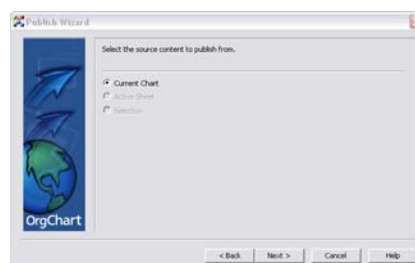 Publish Wizard
Select the source content to publish from.
Current Chart
Active Sheet
Selection
OrgChart
< Back Next > Cancel Help